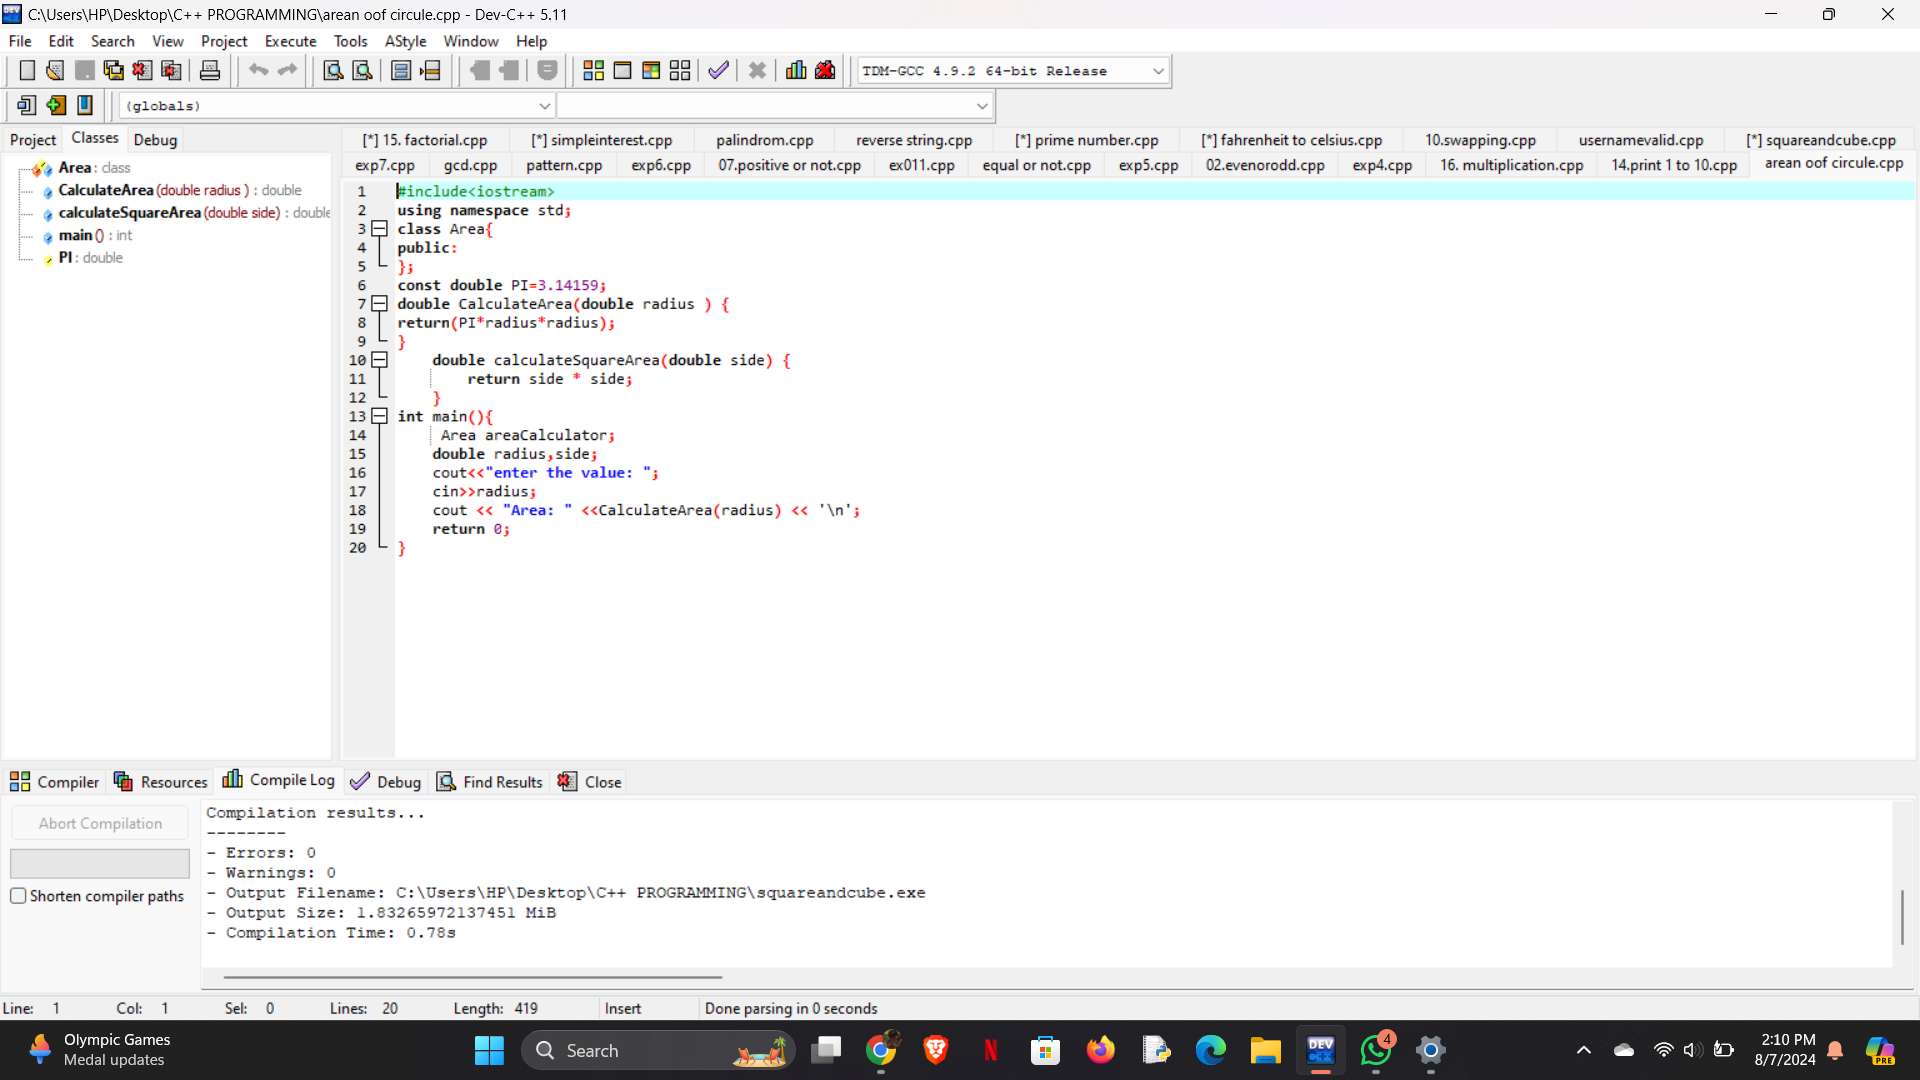 C:\Users\HP\Desktop\C++ PROGRAMMING\arean oof circule.cpp - Dev-C++ 5.11
File Edit Search View Project Execute Tools AStyle Window Help
TDM-GCC 4.9.2 64-bit Release
(globals)
Project Classes Debug
[*] 15. factorial.cpp [*] simpleinterest.cpp palindrom.cpp reverse string.cpp [*] prime number.cpp [*] fahrenheit to celsius.cpp 10.swapping.cpp usernamevalid.cpp [*] squareandcube.cpp
exp7.cpp gcd.cpp pattern.cpp exp6.cpp 07.positive or not.cpp ex011.cpp equal or not.cpp exp5.cpp 02.evenorodd.cpp exp4.cpp 16. multiplication.cpp 14.print 1 to 10.cpp arean oof circule.cpp
Area : class
CalculateArea (double radius ) : double
calculateSquareArea (double side) : double
main () : int
PI : double
1 #include<iostream>
2 using namespace std;
3 class Area{
4 public:
5 };
6 const double PI=3.14159;
7 double CalculateArea(double radius ) {
8 return(PI*radius*radius);
9 }
10 double calculateSquareArea(double side) {
11 return side * side;
12 }
13 int main(){
14 Area areaCalculator;
15 double radius,side;
16 cout<<"enter the value: ";
17 cin>>radius;
18 cout << "Area: " <<CalculateArea(radius) << '\n';
19 return 0;
20 }
Compiler Resources Compile Log Debug Find Results Close
Abort Compilation
Shorten compiler paths
Compilation results...
--------
- Errors: 0
- Warnings: 0
- Output Filename: C:\Users\HP\Desktop\C++ PROGRAMMING\squareandcube.exe
- Output Size: 1.83265972137451 MiB
- Compilation Time: 0.78s
Line: 1 Col: 1 Sel: 0 Lines: 20 Length: 419 Insert Done parsing in 0 seconds
Olympic Games
Medal updates
Search
DEV
4
2:10 PM
8/7/2024
PRE